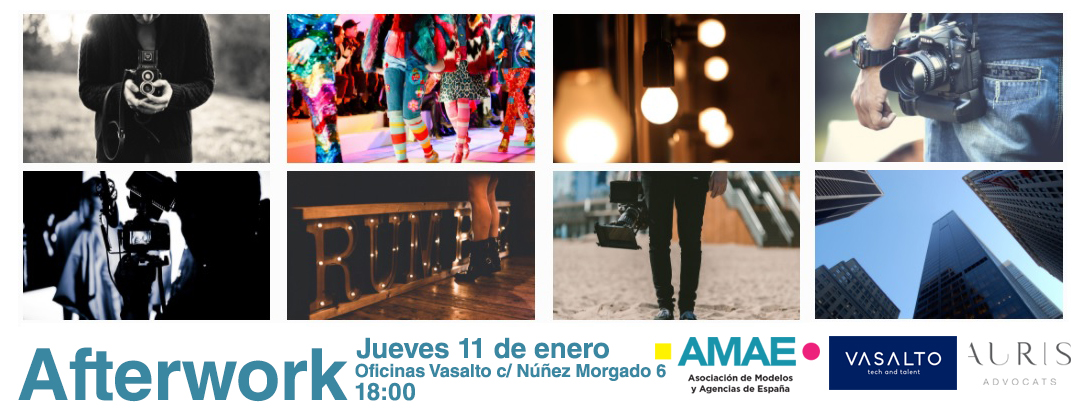 RUM
Afterwork
Jueves 11 de enero
Oficinas Vasalto c/ Núñez Morgado 6
18:00
AMAE
Asociación de Modelos
y Agencias de España
VASALTO
tech and talent
AURIS
ADVOCATS